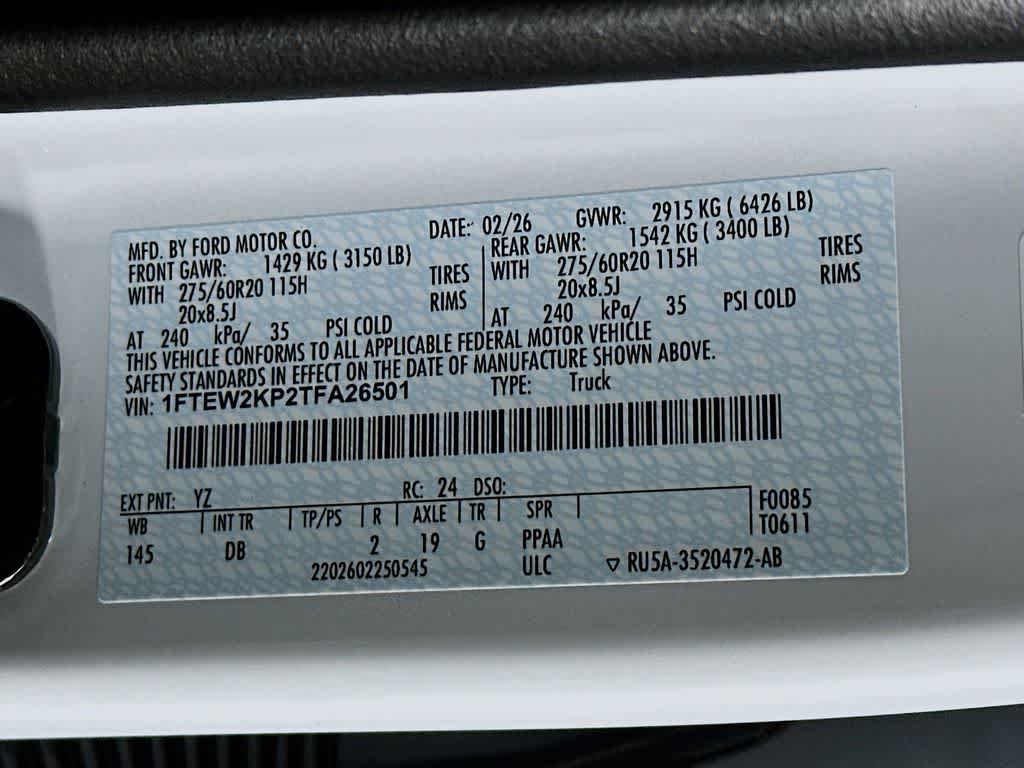 MFD. BY FORD MOTOR CO. DATE: 02/26 GVWR: 2915 KG ( 6426 LB)
FRONT GAWR: 1429 KG ( 3150 LB) REAR GAWR: 1542 KG ( 3400 LB)
WITH 275/60R20 115H TIRES WITH 275/60R20 115H TIRES
20x8.5J RIMS 20x8.5J RIMS
AT 240 kPa/ 35 PSI COLD AT 240 kPa/ 35 PSI COLD
THIS VEHICLE CONFORMS TO ALL APPLICABLE FEDERAL MOTOR VEHICLE
SAFETY STANDARDS IN EFFECT ON THE DATE OF MANUFACTURE SHOWN ABOVE.
VIN: 1FTEW2KP2TFA26501 TYPE: Truck
EXT PNT: YZ RC: 24 DSO:
WB INT TR TP/PS R AXLE TR SPR F0085
145 DB 2 19 G PPAA T0611
2202602250545 ULC ▽ RU5A-3520472-AB